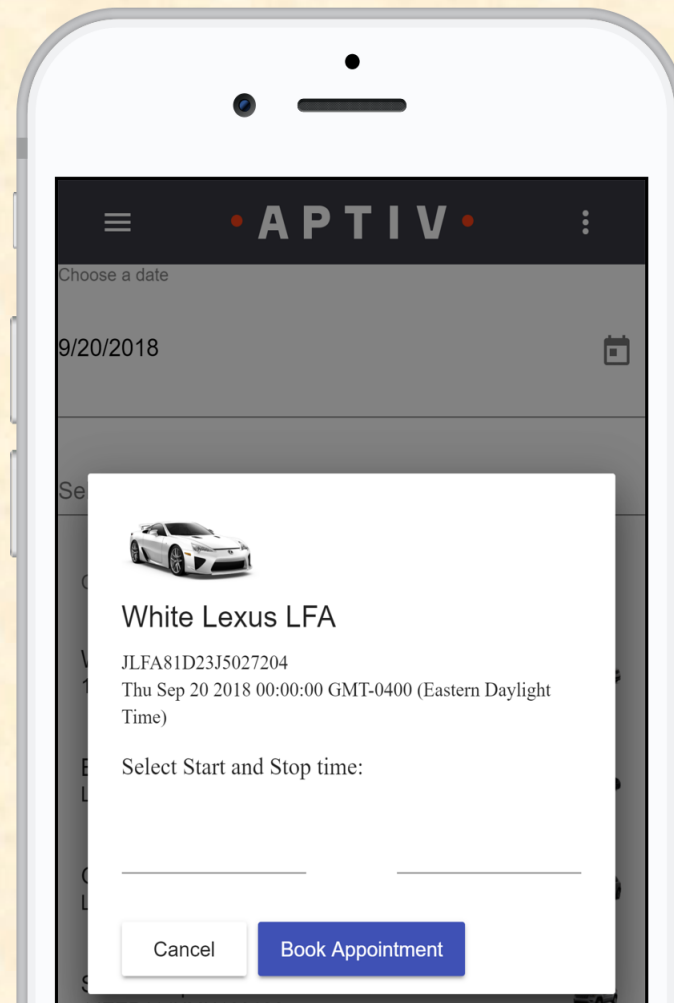 APTIV
Choose a date
9/20/2018
Se
White Lexus LFA
JLFA81D23J5027204
Thu Sep 20 2018 00:00:00 GMT-0400 (Eastern Daylight
Time)
Select Start and Stop time:
Cancel
Book Appointment